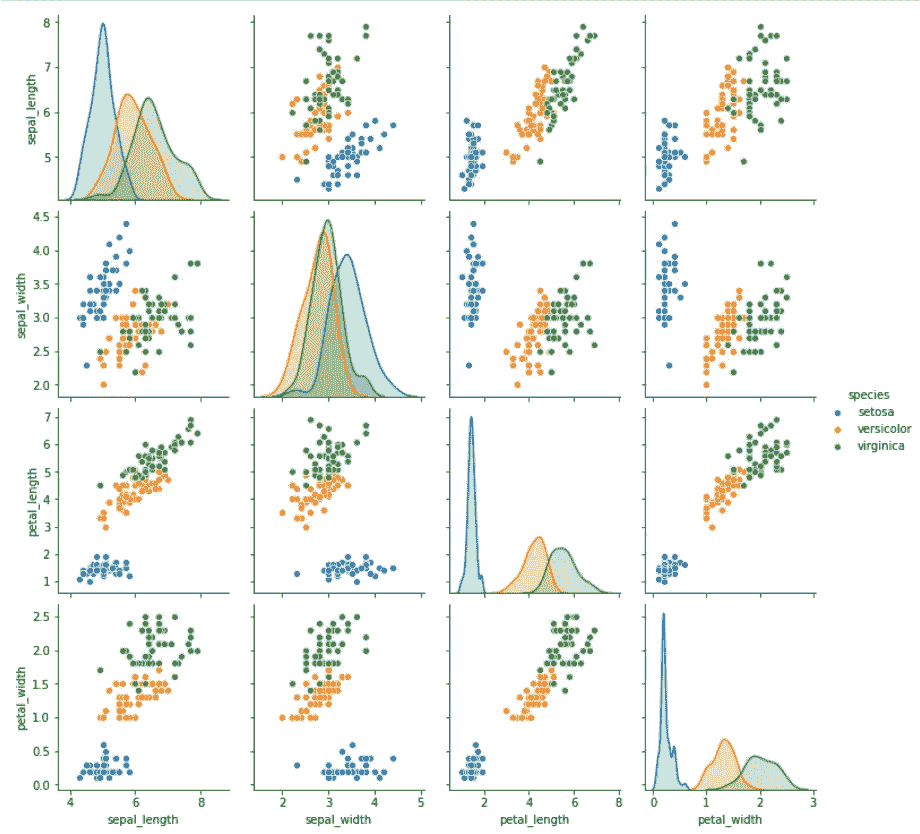 8
7
6
5
sepal_length
4.5
4.0
3.5
3.0
2.5
2.0
sepal_width
7
6
5
4
3
2
1
petal_length
2.5
2.0
1.5
1.0
0.5
0.0
petal_width
4 6 8
sepal_length
2 3 4 5
sepal_width
2 4 6 8
petal_length
0 1 2 3
petal_width
species
setosa
versicolor
virginica